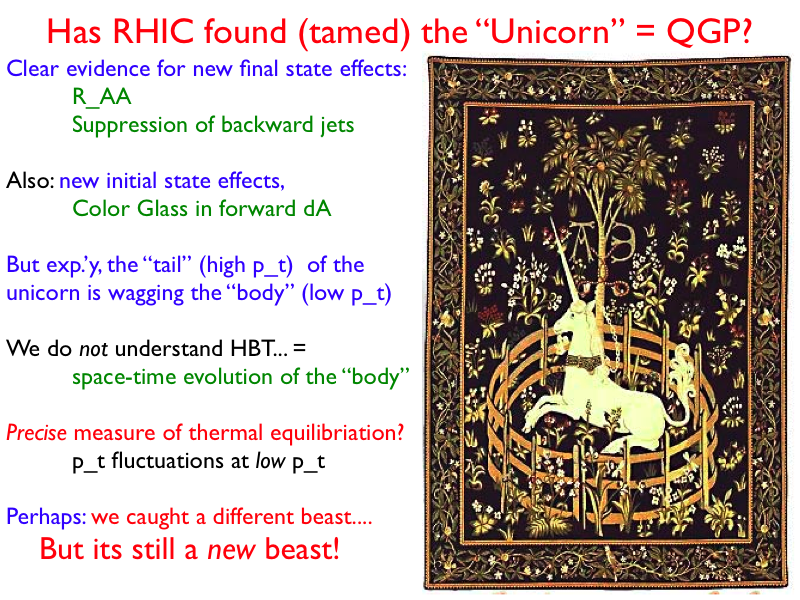 Has RHIC found (tamed) the “Unicorn” = QGP?
Clear evidence for new final state effects:
R_AA
Suppression of backward jets
Also: new initial state effects,
Color Glass in forward dA
But exp.’y, the “tail” (high p_t) of the
unicorn is wagging the “body” (low p_t)
We do not understand HBT... =
space-time evolution of the “body”
Precise measure of thermal equilibriation?
p_t fluctuations at low p_t
Perhaps: we caught a different beast....
But its still a new beast!